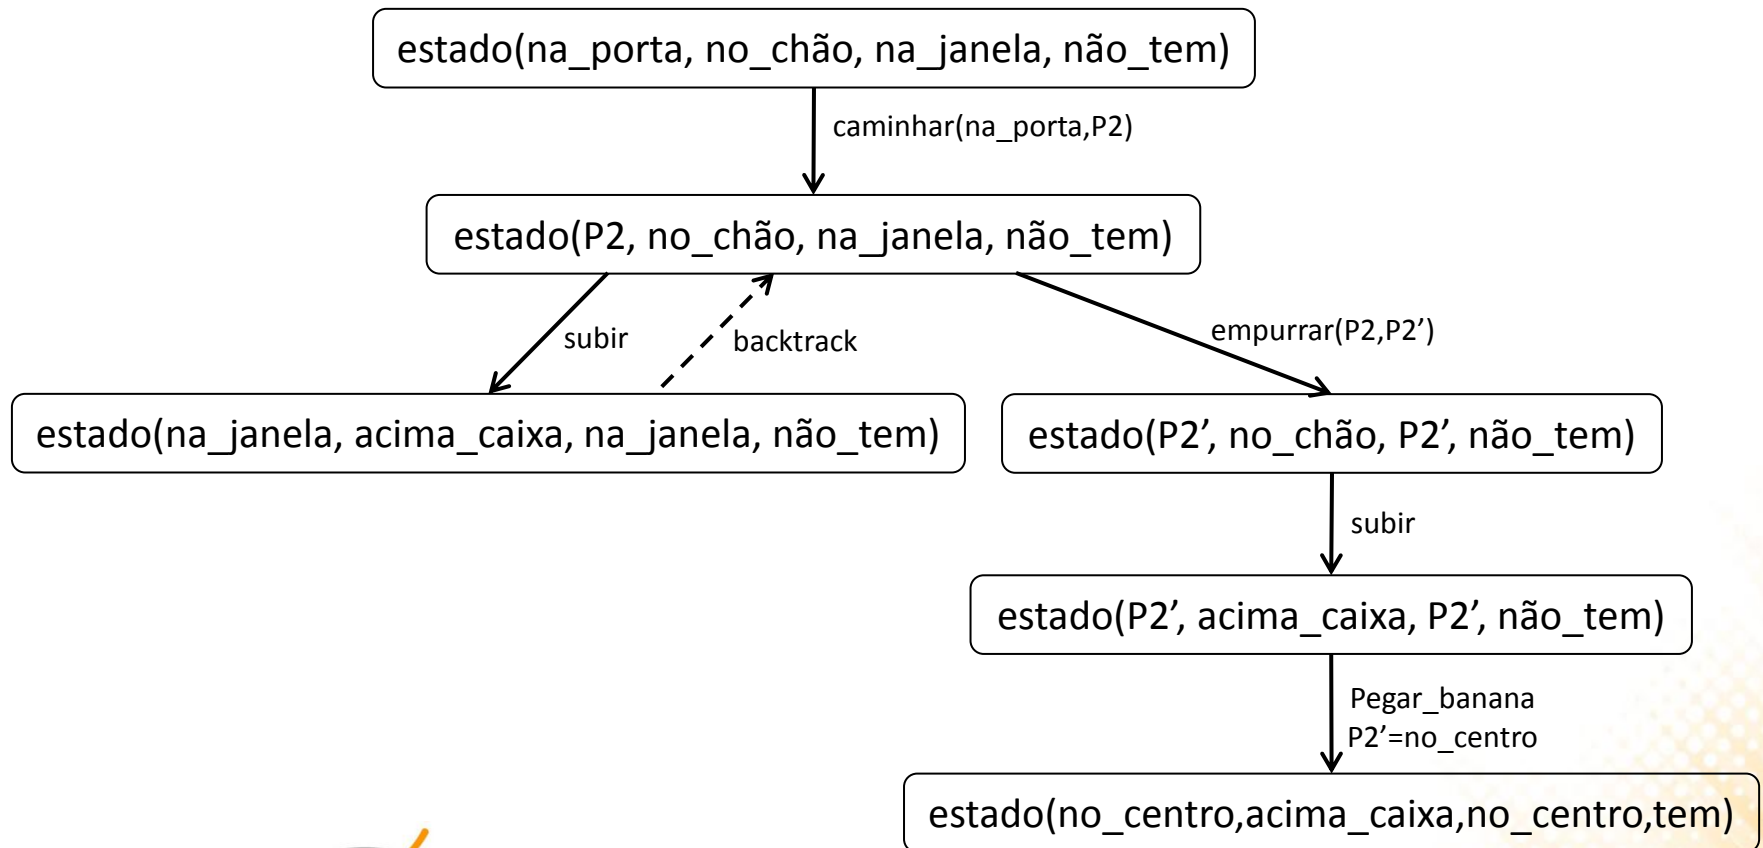 estado(na_porta, no_chão, na_janela, não_tem)
caminhar(na_porta,P2)
estado(P2, no_chão, na_janela, não_tem)
subir
backtrack
empurrar(P2,P2’)
estado(na_janela, acima_caixa, na_janela, não_tem)
estado(P2’, no_chão, P2’, não_tem)
subir
estado(P2’, acima_caixa, P2’, não_tem)
Pegar_banana
P2’=no_centro
estado(no_centro,acima_caixa,no_centro,tem)